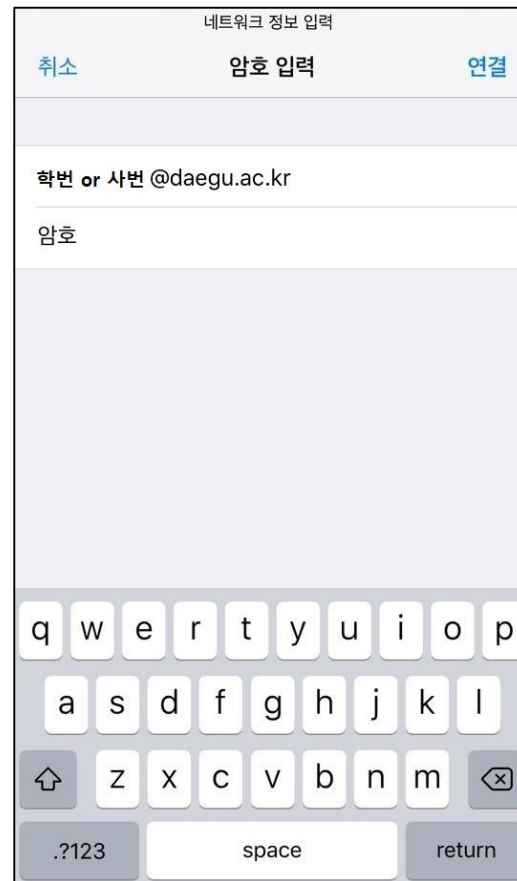 네트워크 정보 입력
취소 암호 입력 연결
학번 or 사번 @daegu.ac.kr
암호
q w e r t y u i o p
a s d f g h j k l
z x c v b n m
.?123 space return